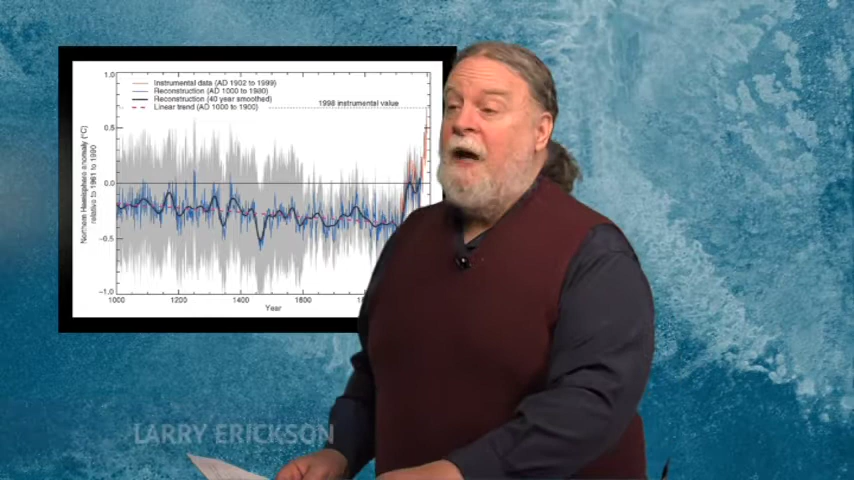 1.0
Instrumental data (AD 1902 to 1999)
Reconstruction (AD 1000 to 1980)
Reconstruction (40 year smoothed)
Linear trend (AD 1000 to 1900)
1998 instrumental value
0.5
0.0
-0.5
-1.0
Northern Hemisphere anomaly (°C)
relative to 1961 to 1990
1000 1200 1400 1600
Year
LARRY ERICKSON